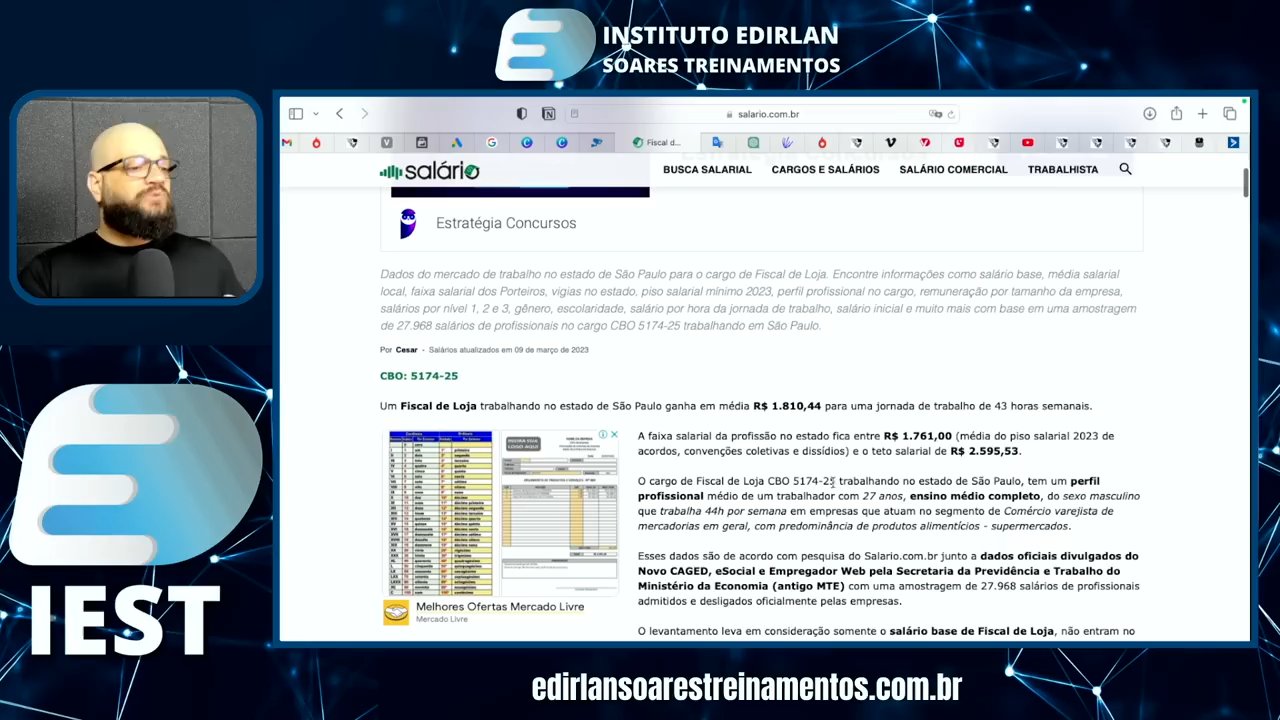 INSTITUTO EDIRLAN
SOARES TREINAMENTOS
salario.com.br
Fiscal d...
salário
BUSCA SALARIAL
CARGOS E SALÁRIOS
SALÁRIO COMERCIAL
TRABALHISTA
Estratégia Concursos
Dados do mercado de trabalho no estado de São Paulo para o cargo de Fiscal de Loja. Encontre informações como salário base, média salarial
local, faixa salarial dos Porteiros, vigias no estado, piso salarial mínimo 2023, perfil profissional no cargo, remuneração por tamanho da empresa,
salários por nível 1, 2 e 3, gênero, escolaridade, salário por hora da jornada de trabalho, salário inicial e muito mais com base em uma amostragem
de 27.968 salários de profissionais no cargo CBO 5174-25 trabalhando em São Paulo.
Por Cesar - Salários atualizados em 09 de março de 2023
CBO: 5174-25
Um Fiscal de Loja trabalhando no estado de São Paulo ganha em média R$ 1.810,44 para uma jornada de trabalho de 43 horas semanais.
A faixa salarial da profissão no estado fica entre R$ 1.761,00 (média do piso salarial 2023 de
acordos, convenções coletivas e dissídios) e o teto salarial de R$ 2.595,53.
O cargo de Fiscal de Loja CBO 5174-25 trabalhando no estado de São Paulo, tem um perfil
profissional médio de um trabalhador com 27 anos, ensino médio completo, do sexo masculino
que trabalha 44h por semana em empresas que atuam no segmento de Comércio varejista de
mercadorias em geral, com predominância de produtos alimentícios - supermercados.
Esses dados são de acordo com pesquisa do Salario.com.br junto a dados oficiais divulgados do
Novo CAGED, eSocial e Empregador Web pela Secretaria da Previdência e Trabalho do
Ministério da Economia (antigo MTE) com uma amostragem de 27.968 salários de profissionais
admitidos e desligados oficialmente pelas empresas.
O levantamento leva em consideração somente o salário base de Fiscal de Loja, não entram no
Melhores Ofertas Mercado Livre
Mercado Livre
IEST
edirlansoarestreinamentos.com.br